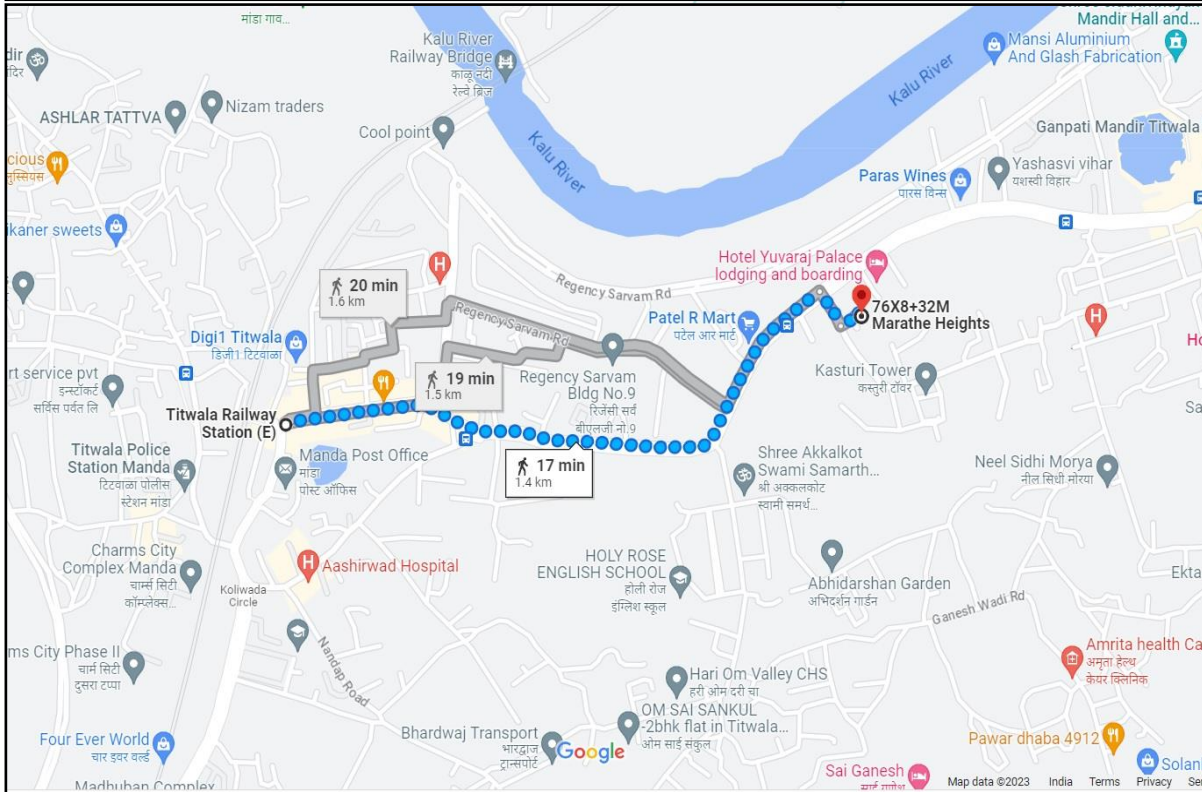 मांडा गाव...
Mandir Hall and...
Kalu River
Railway Bridge
काळू नदी
रेल्वे ब्रिज
Mansi Aluminium
And Glash Fabrication
Kalu River
ASHLAR TATTVA
Nizam traders
Cool point
Kalu River
Ganpati Mandir Titwala
cious
Paras Wines
पारस विन्स
Yashasvi vihar
यशस्वी विहार
ikaner sweets
Hotel Yuvaraj Palace
lodging and boarding
20 min
1.6 km
Regency Sarvam Rd
Regency Sarvam Rd
76X8+32M
Marathe Heights
Patel R Mart
पटेल आर मार्ट
Digi1 Titwala
डिजी1 टिटवाळा
rt service pvt
इन्स्टॉकर्ट
सर्विस पर्वत लि
19 min
1.5 km
Regency Sarvam
Bldg No.9
रिजेंसी सर्व
बीएलजी नो.9
Kasturi Tower
कस्तुरी टॉवर
Titwala Railway
Station (E)
Titwala Police
Station Manda
टिटवाळा पोलीस
स्टेशन मांडा
Manda Post Office
मांडा
पोस्ट ऑफिस
17 min
1.4 km
Shree Akkalkot
Swami Samarth...
श्री अक्कलकोट
स्वामी समर्थ...
Neel Sidhi Morya
नील सिधी मोरया
Charms City
Complex Manda
चार्म्स सिटी
कॉम्प्लेक्स...
Koliwada
Circle
Aashirwad Hospital
HOLY ROSE
ENGLISH SCHOOL
होली रोज
इंग्लिश स्कूल
Abhidarshan Garden
अभिदर्शन गार्डन
Ekta
Ganesh Wadi Rd
ms City Phase II
चार्म सिटी
दुसरा टप्पा
Nandap Road
Hari Om Valley CHS
हरी ओम दरी चा
Amrita health Ca
अमृता हेल्थ
केयर क्लिनिक
OM SAI SANKUL
-2bhk flat in Titwala...
ओम साई संकुल
Four Ever World
चार इवर वर्ल्ड
Bhardwaj Transport
भारद्वाज
ट्रान्सपोर्ट
Google
Pawar dhaba 4912
Madhuban Complex
Sai Ganesh
Solan
Map data ©2023 India Terms Privacy